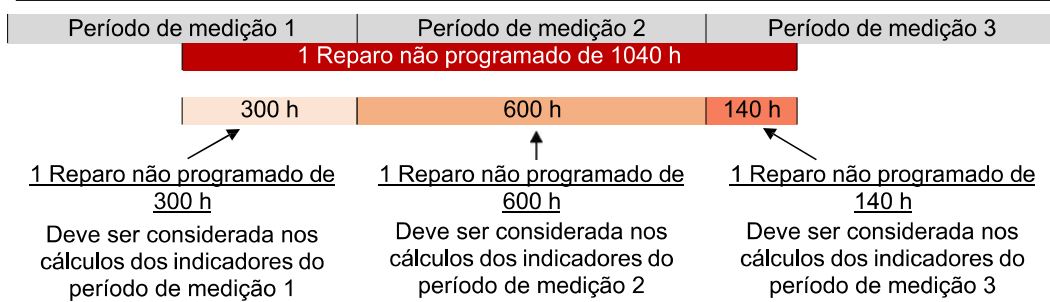 Período de medição 1
Período de medição 2
Período de medição 3
1 Reparo não programado de 1040 h
300 h
600 h
140 h
1 Reparo não programado de
300 h
Deve ser considerada nos
cálculos dos indicadores do
período de medição 1
1 Reparo não programado de
600 h
Deve ser considerada nos
cálculos dos indicadores do
período de medição 2
1 Reparo não programado de
140 h
Deve ser considerada nos
cálculos dos indicadores do
período de medição 3